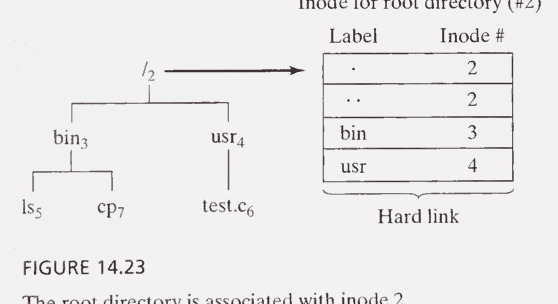 Inode for root directory (#2)
Label Inode #
/2
. 2
.. 2
bin 3
usr 4
bin3 usr4
ls5 cp7 test.c6
Hard link
FIGURE 14.23
The root directory is associated with inode 2